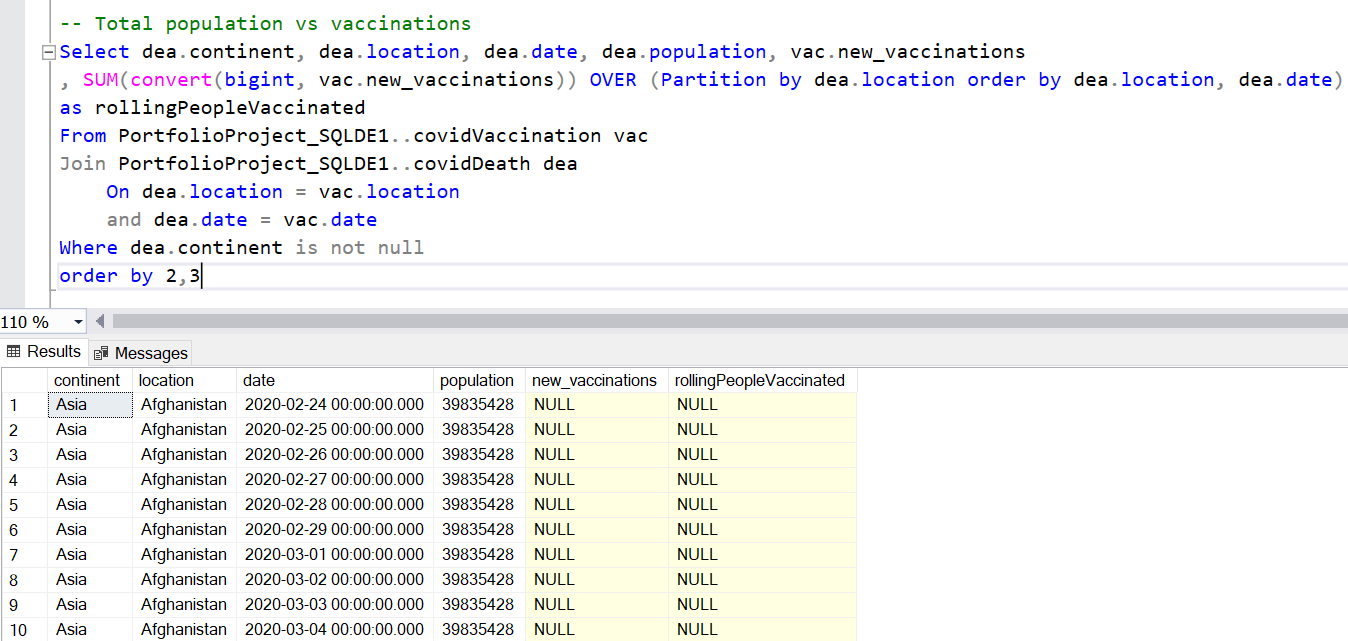 -- Total population vs vaccinations
Select dea.continent, dea.location, dea.date, dea.population, vac.new_vaccinations
, SUM(convert(bigint, vac.new_vaccinations)) OVER (Partition by dea.location order by dea.location, dea.date)
as rollingPeopleVaccinated
From PortfolioProject_SQLDE1..covidVaccination vac
Join PortfolioProject_SQLDE1..covidDeath dea
On dea.location = vac.location
and dea.date = vac.date
Where dea.continent is not null
order by 2,3
110 %
Results Messages
continent location date population new_vaccinations rollingPeopleVaccinated
1 Asia Afghanistan 2020-02-24 00:00:00.000 39835428 NULL NULL
2 Asia Afghanistan 2020-02-25 00:00:00.000 39835428 NULL NULL
3 Asia Afghanistan 2020-02-26 00:00:00.000 39835428 NULL NULL
4 Asia Afghanistan 2020-02-27 00:00:00.000 39835428 NULL NULL
5 Asia Afghanistan 2020-02-28 00:00:00.000 39835428 NULL NULL
6 Asia Afghanistan 2020-02-29 00:00:00.000 39835428 NULL NULL
7 Asia Afghanistan 2020-03-01 00:00:00.000 39835428 NULL NULL
8 Asia Afghanistan 2020-03-02 00:00:00.000 39835428 NULL NULL
9 Asia Afghanistan 2020-03-03 00:00:00.000 39835428 NULL NULL
10 Asia Afghanistan 2020-03-04 00:00:00.000 39835428 NULL NULL